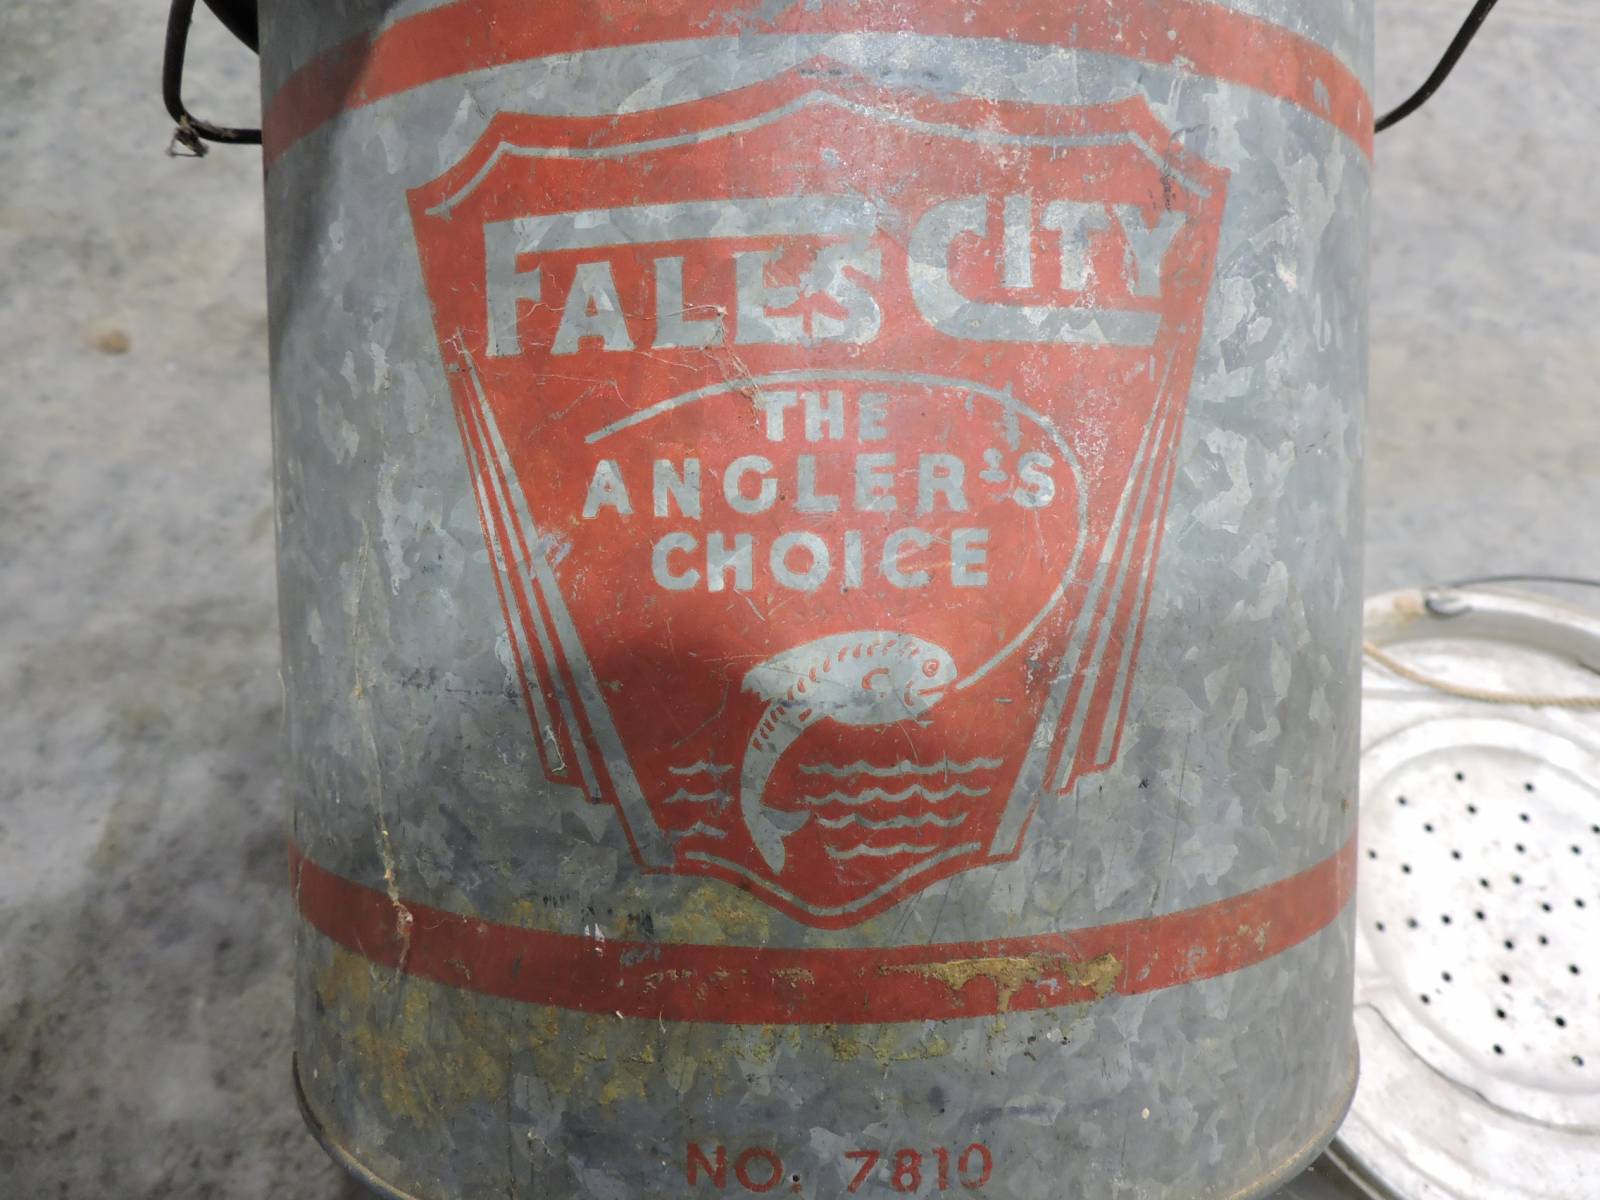 FALLS CITY
THE
ANGLER'S
CHOICE
NO. 7810